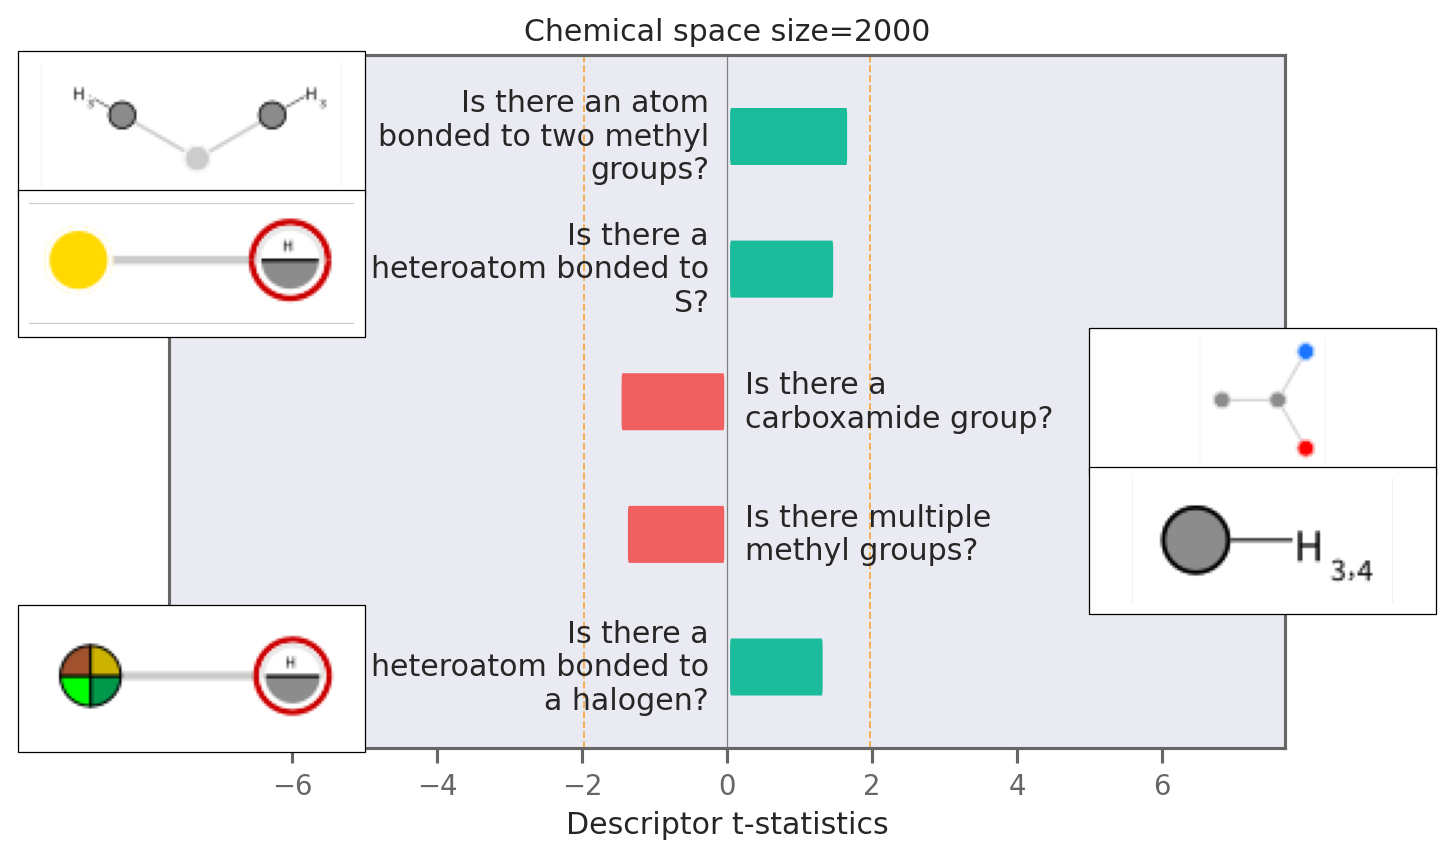 Chemical space size=2000
H
3
H
3
Is there an atom
bonded to two methyl
groups?
H
Is there a
heteroatom bonded to
S?
Is there a
carboxamide group?
Is there multiple
methyl groups?
H
3,4
H
Is there a
heteroatom bonded to
a halogen?
−6 −4 −2 0 2 4 6
Descriptor t-statistics